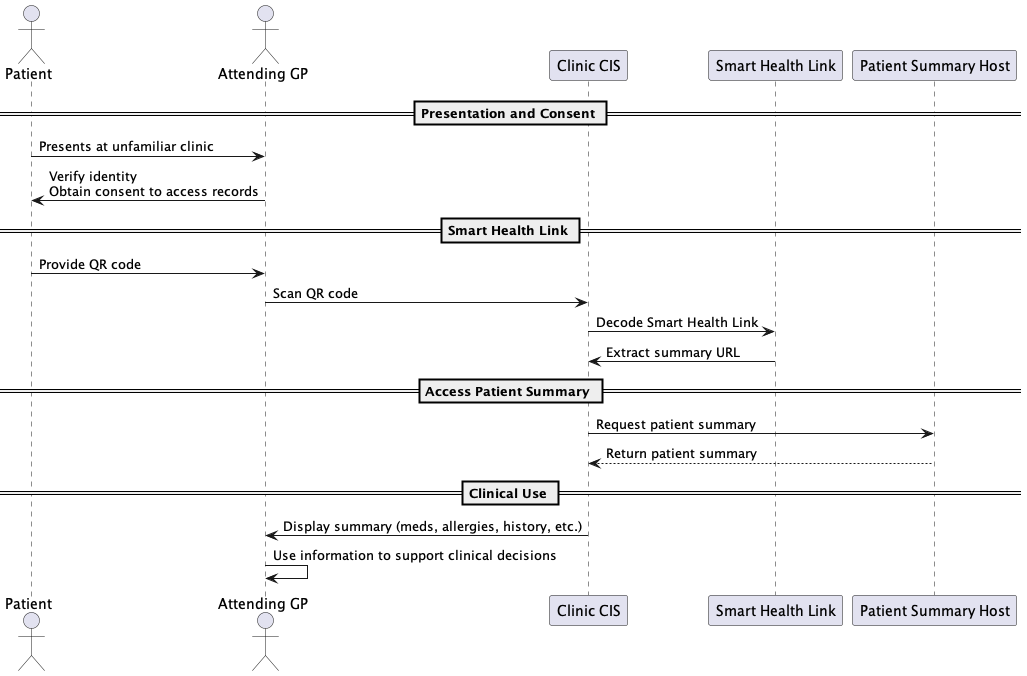 Patient
Attending GP
Clinic CIS
Smart Health Link
Patient Summary Host
Presentation and Consent
Presents at unfamiliar clinic
Verify identity
Obtain consent to access records
Smart Health Link
Provide QR code
Scan QR code
Decode Smart Health Link
Extract summary URL
Access Patient Summary
Request patient summary
Return patient summary
Clinical Use
Display summary (meds, allergies, history, etc.)
Use information to support clinical decisions
Patient
Attending GP
Clinic CIS
Smart Health Link
Patient Summary Host